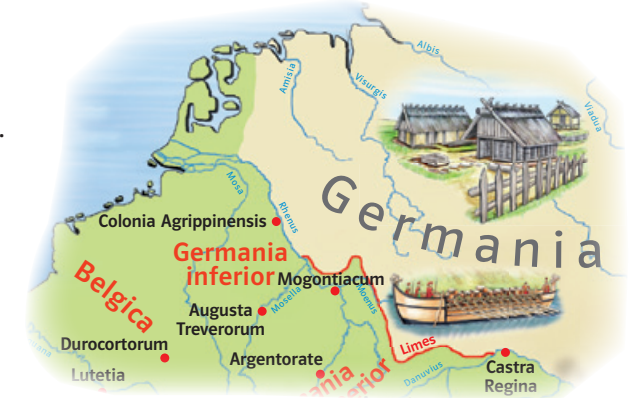 .
Albis
Amisia
Visurgis
Viadua
Mosa
Rhenus
Germania
Colonia Agrippinensis
Germania
inferior
Mogontiacum
Belgica
Mosella
Moenus
Augusta
Treverorum
Durocortorum
Argentorate
Limes
Lutetia
Danuvius
Castra
Regina